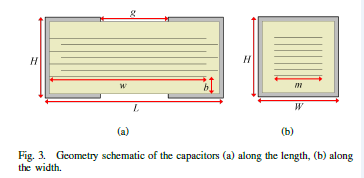 g
H
w
b
L
H
m
W
(a)
(b)
Fig. 3. Geometry schematic of the capacitors (a) along the length, (b) along
the width.